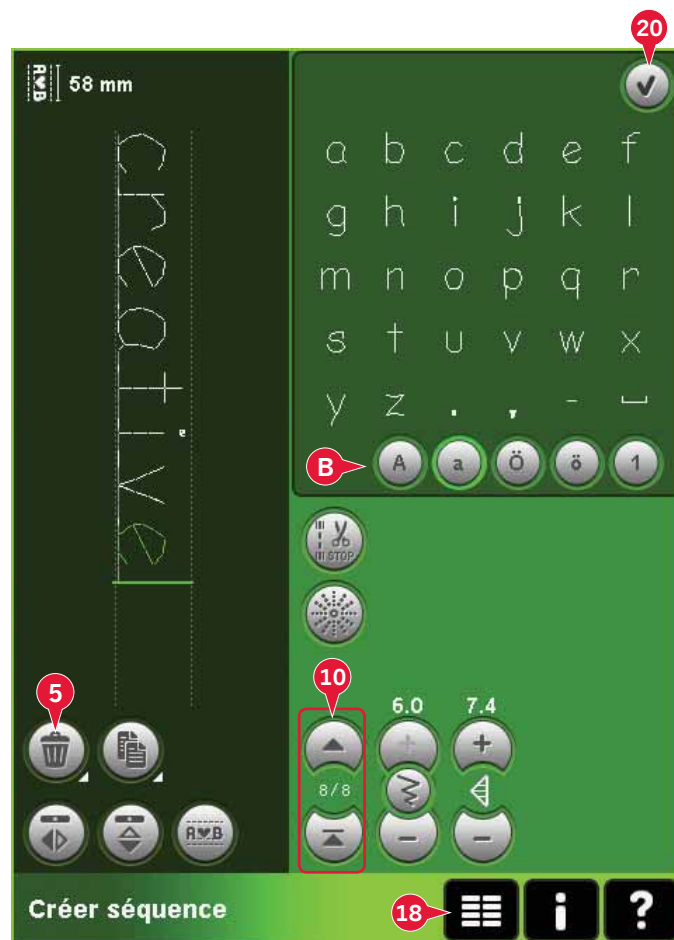 20
58 mm
a b c d e f
g h i j k l
m n o p q r
s t u v w x
y z . , - ⎵
B
A a Ö ö 1
creative
STOP
5
10
6.0 7.4
8/8
A♥B
Créer séquence
18
i ?